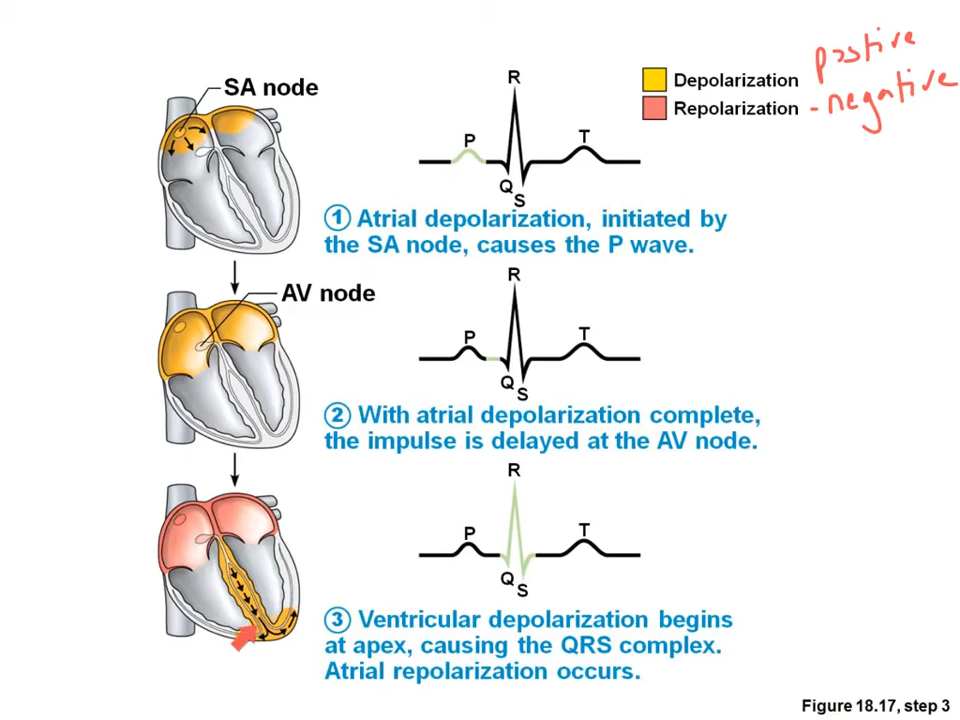 SA node
R
P
T
Q
S
Depolarization
Repolarization
postive
- negative
① Atrial depolarization, initiated by
the SA node, causes the P wave.
AV node
R
P
T
Q
S
② With atrial depolarization complete,
the impulse is delayed at the AV node.
R
P
T
Q
S
③ Ventricular depolarization begins
at apex, causing the QRS complex.
Atrial repolarization occurs.
Figure 18.17, step 3